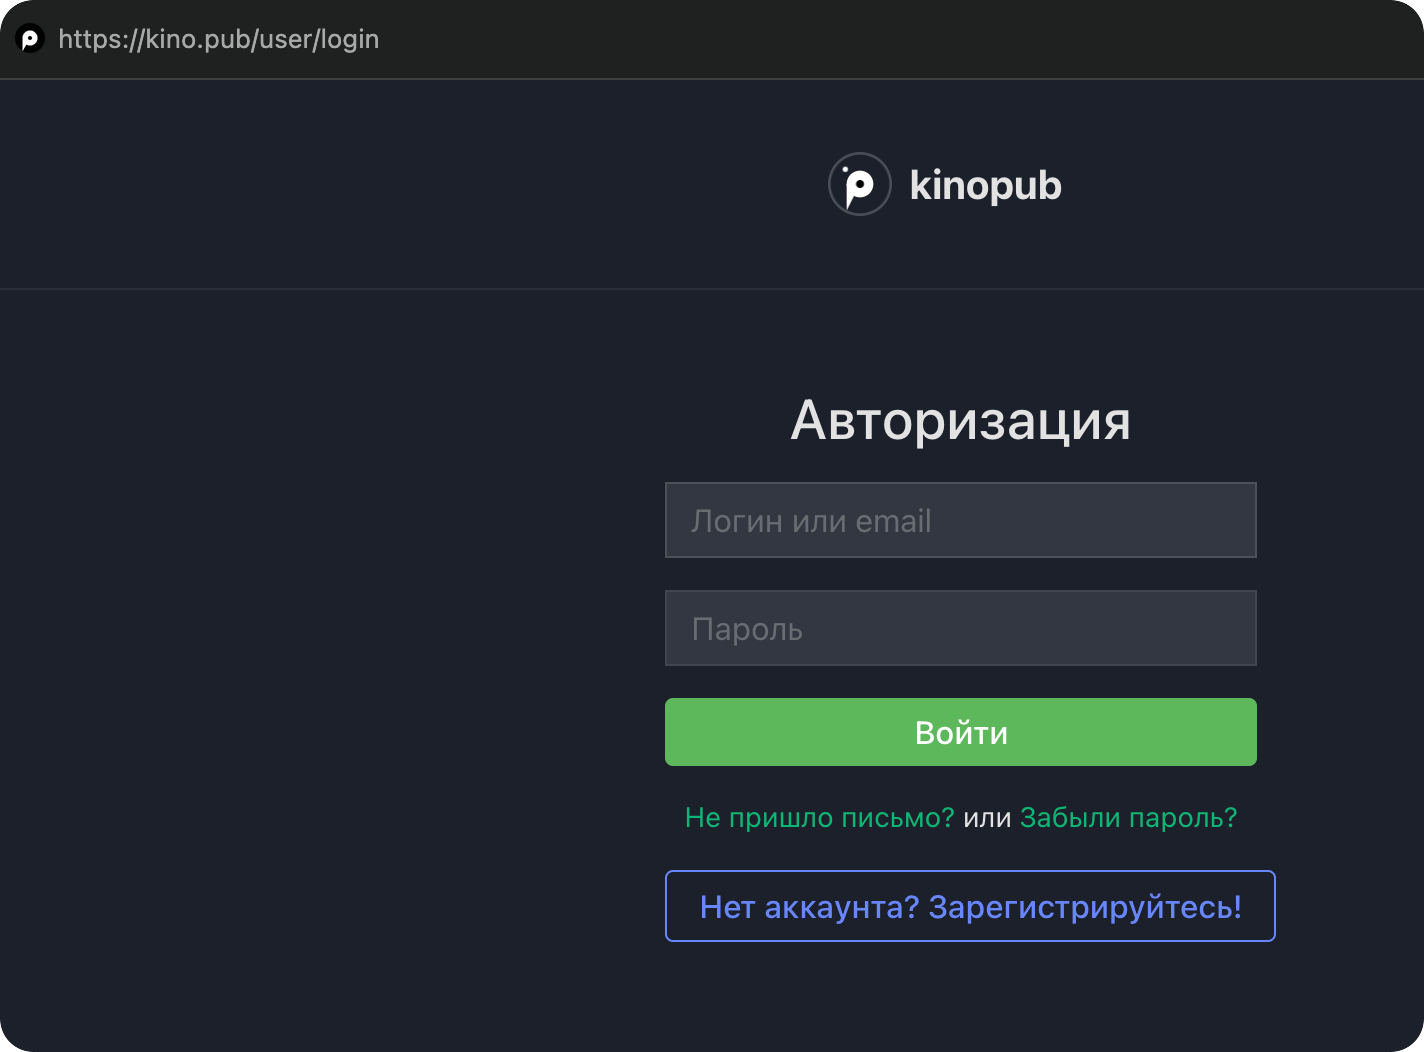 https://kino.pub/user/login
kinopub
Авторизация
Логин или email
Пароль
Войти
Не пришло письмо? или Забыли пароль?
Нет аккаунта? Зарегистрируйтесь!